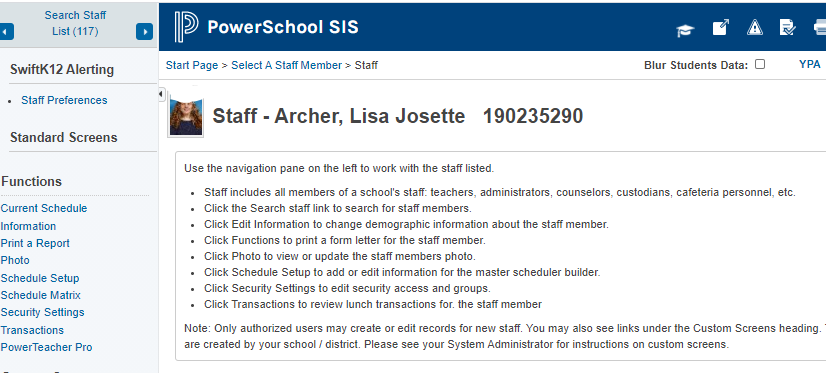 Search Staff
List (117)
PowerSchool SIS
Start Page > Select A Staff Member > Staff
Blur Students Data:
YPA
SwiftK12 Alerting
Staff Preferences
Standard Screens
Functions
Current Schedule
Information
Print a Report
Photo
Schedule Setup
Schedule Matrix
Security Settings
Transactions
PowerTeacher Pro
Staff - Archer, Lisa Josette 190235290
Use the navigation pane on the left to work with the staff listed.
Staff includes all members of a school's staff: teachers, administrators, counselors, custodians, cafeteria personnel, etc.
Click the Search staff link to search for staff members.
Click Edit Information to change demographic information about the staff member.
Click Functions to print a form letter for the staff member.
Click Photo to view or update the staff members photo.
Click Schedule Setup to add or edit information for the master scheduler builder.
Click Security Settings to edit security access and groups.
Click Transactions to review lunch transactions for. the staff member
Note: Only authorized users may create or edit records for new staff. You may also see links under the Custom Screens heading.
are created by your school / district. Please see your System Administrator for instructions on custom screens.